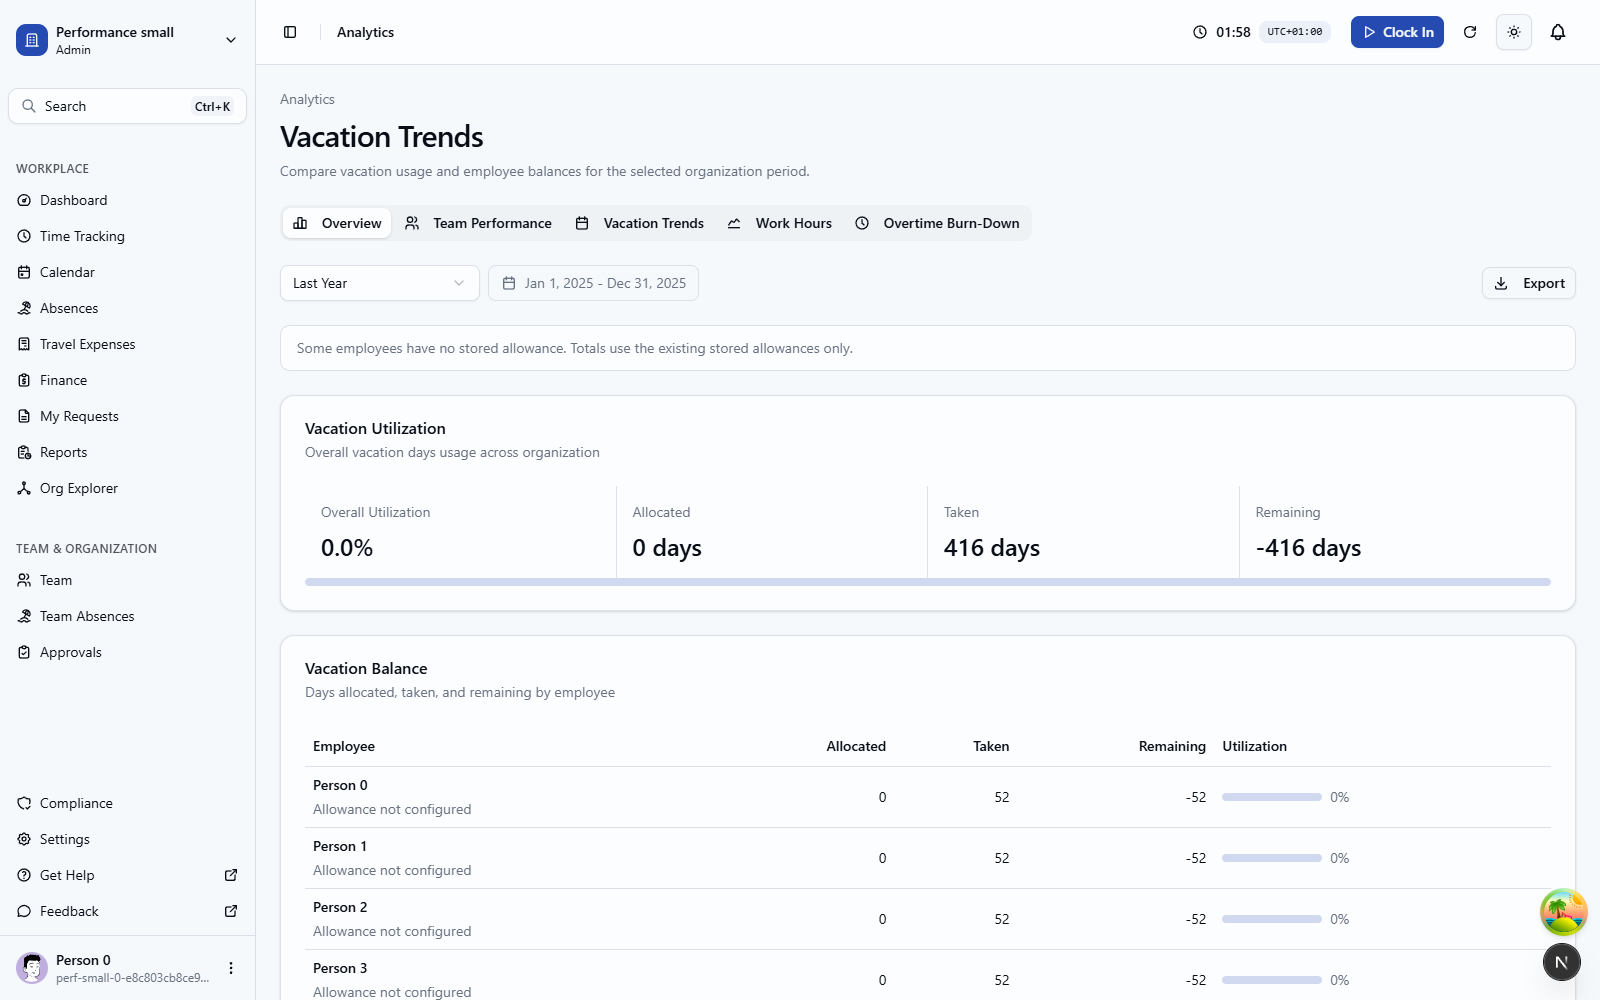 Performance small
Admin
Search
Ctrl+K
WORKPLACE
Dashboard
Time Tracking
Calendar
Absences
Travel Expenses
Finance
My Requests
Reports
Org Explorer
TEAM & ORGANIZATION
Team
Team Absences
Approvals
Compliance
Settings
Get Help
Feedback
Person 0
perf-small-0-e8c803cb8ce9...
Analytics
01:58
UTC+01:00
Clock In
Analytics
Vacation Trends
Compare vacation usage and employee balances for the selected organization period.
Overview
Team Performance
Vacation Trends
Work Hours
Overtime Burn-Down
Last Year
Jan 1, 2025 - Dec 31, 2025
Export
Some employees have no stored allowance. Totals use the existing stored allowances only.
Vacation Utilization
Overall vacation days usage across organization
Overall Utilization
0.0%
Allocated
0 days
Taken
416 days
Remaining
-416 days
Vacation Balance
Days allocated, taken, and remaining by employee
Employee Allocated Taken Remaining Utilization
Person 0
Allowance not configured
0 52 -52 0%
Person 1
Allowance not configured
0 52 -52 0%
Person 2
Allowance not configured
0 52 -52 0%
Person 3
Allowance not configured
0 52 -52 0%
N